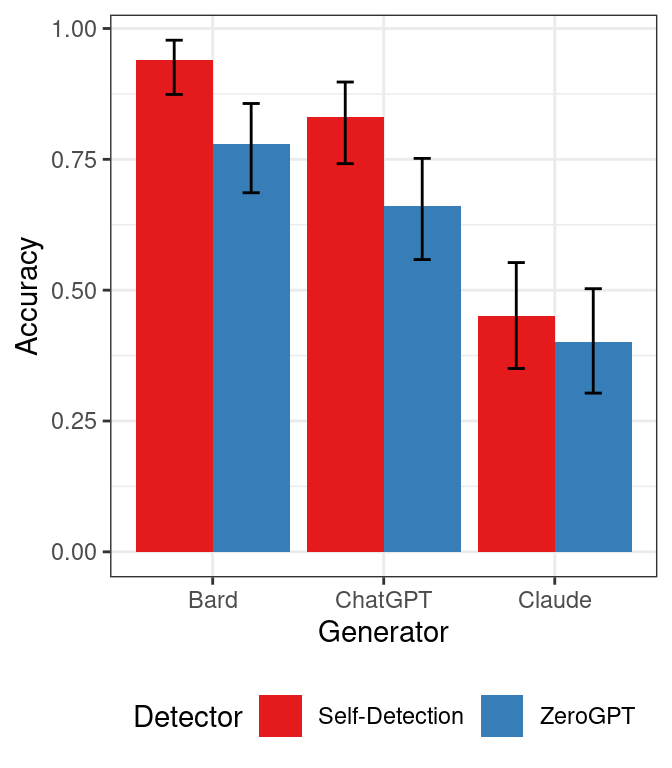 1.00
0.75
0.50
0.25
0.00
Accuracy
Bard ChatGPT Claude
Generator
Detector Self-Detection ZeroGPT